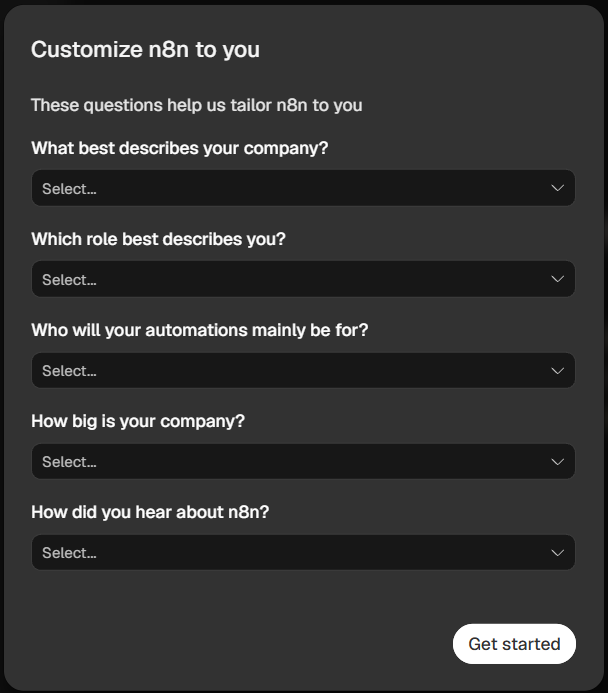 Customize n8n to you
These questions help us tailor n8n to you
What best describes your company?
Select...
Which role best describes you?
Select...
Who will your automations mainly be for?
Select...
How big is your company?
Select...
How did you hear about n8n?
Select...
Get started